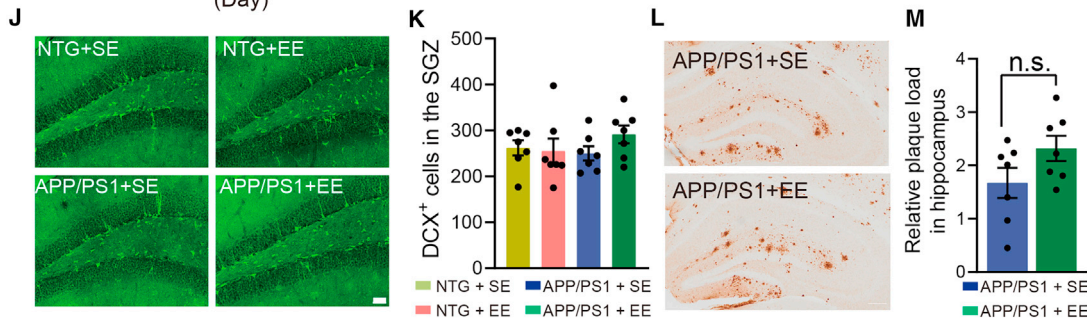 (Day)
J
NTG+SE
NTG+EE
APP/PS1+SE
APP/PS1+EE
K
DCX⁺ cells in the SGZ
500
400
300
200
100
0
NTG + SE
APP/PS1 + SE
NTG + EE
APP/PS1 + EE
L
APP/PS1+SE
APP/PS1+EE
M
Relative plaque load
in hippocampus
n.s.
4
3
2
1
0
APP/PS1 + SE
APP/PS1 + EE